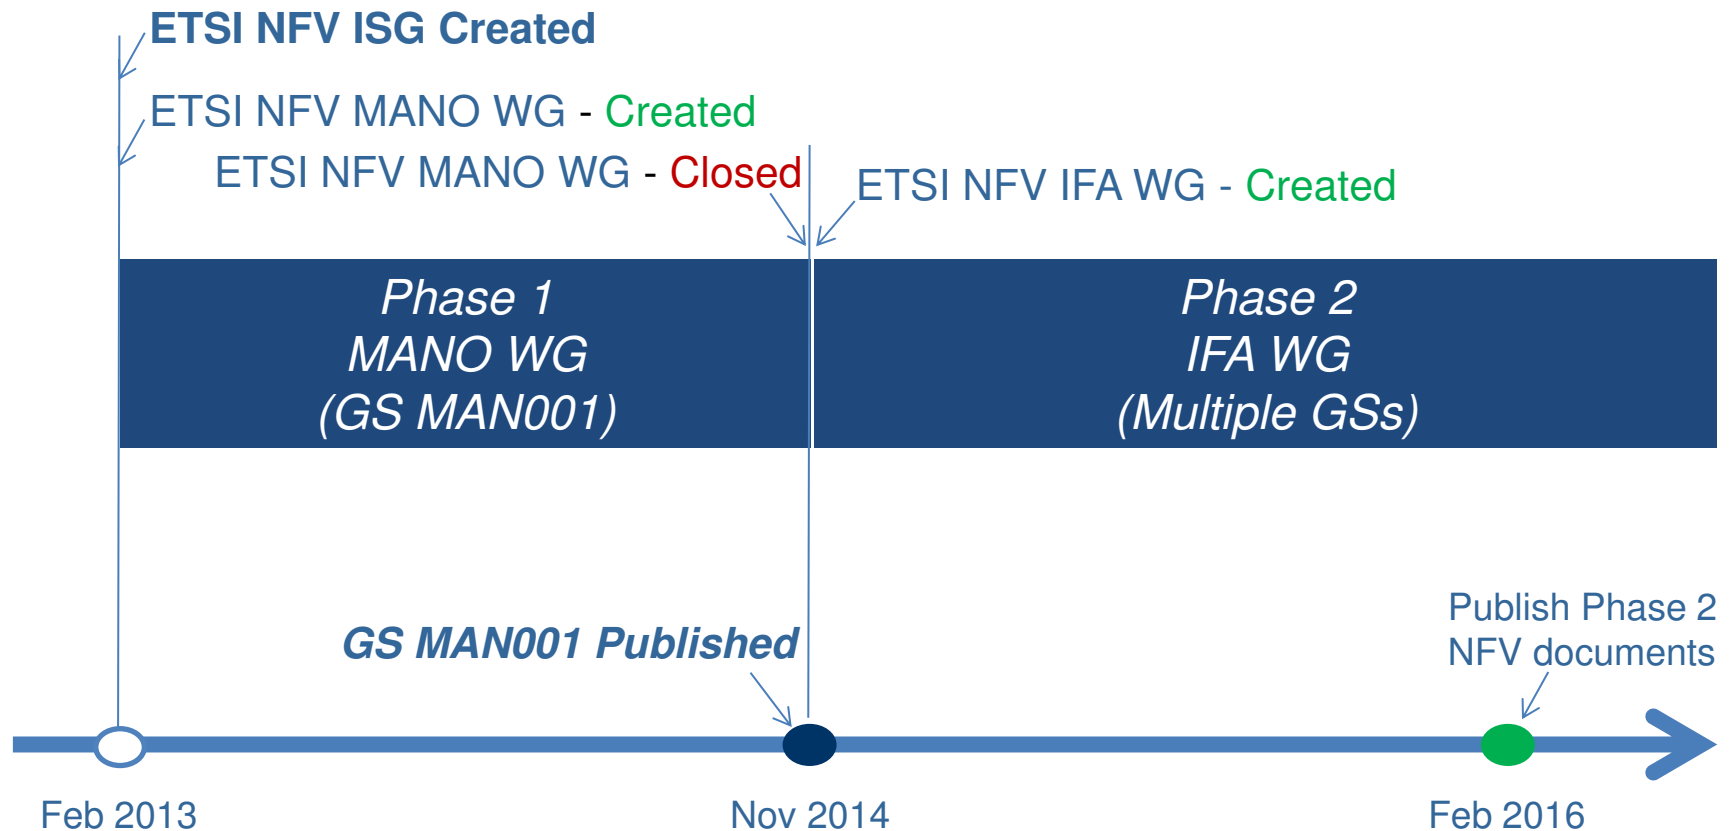 ETSI NFV ISG Created
ETSI NFV MANO WG - Created
ETSI NFV MANO WG - Closed
ETSI NFV IFA WG - Created
Phase 1
MANO WG
(GS MAN001)
Phase 2
IFA WG
(Multiple GSs)
GS MAN001 Published
Publish Phase 2
NFV documents
Feb 2013
Nov 2014
Feb 2016